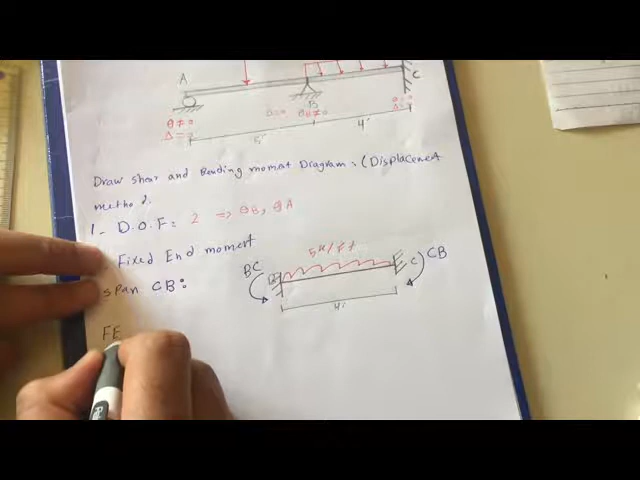 A
B
C
θ≠0
Δ=0
Δ=0 θB≠0
θ=0
Δ=0
5'
4'
Draw shear and Bending moment Diagram: (Displacement
method.
1- D.O.F: 2 => θB, θA
Fixed End moment
span CB:
5k/ft
BC
B
C
CB
4'
FE